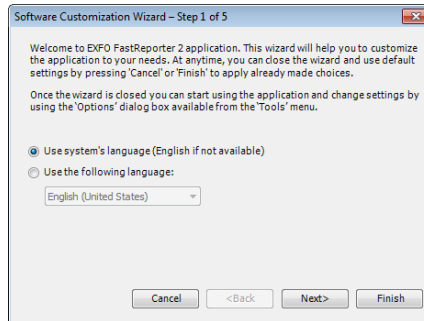 Software Customization Wizard – Step 1 of 5
Welcome to EXFO FastReporter 2 application. This wizard will help you to customize
the application to your needs. At anytime, you can close the wizard and use default
settings by pressing 'Cancel' or 'Finish' to apply already made choices.
Once the wizard is closed you can start using the application and change settings by
using the 'Options' dialog box available from the 'Tools' menu.
Use system's language (English if not available)
Use the following language:
English (United States)
Cancel <Back Next> Finish